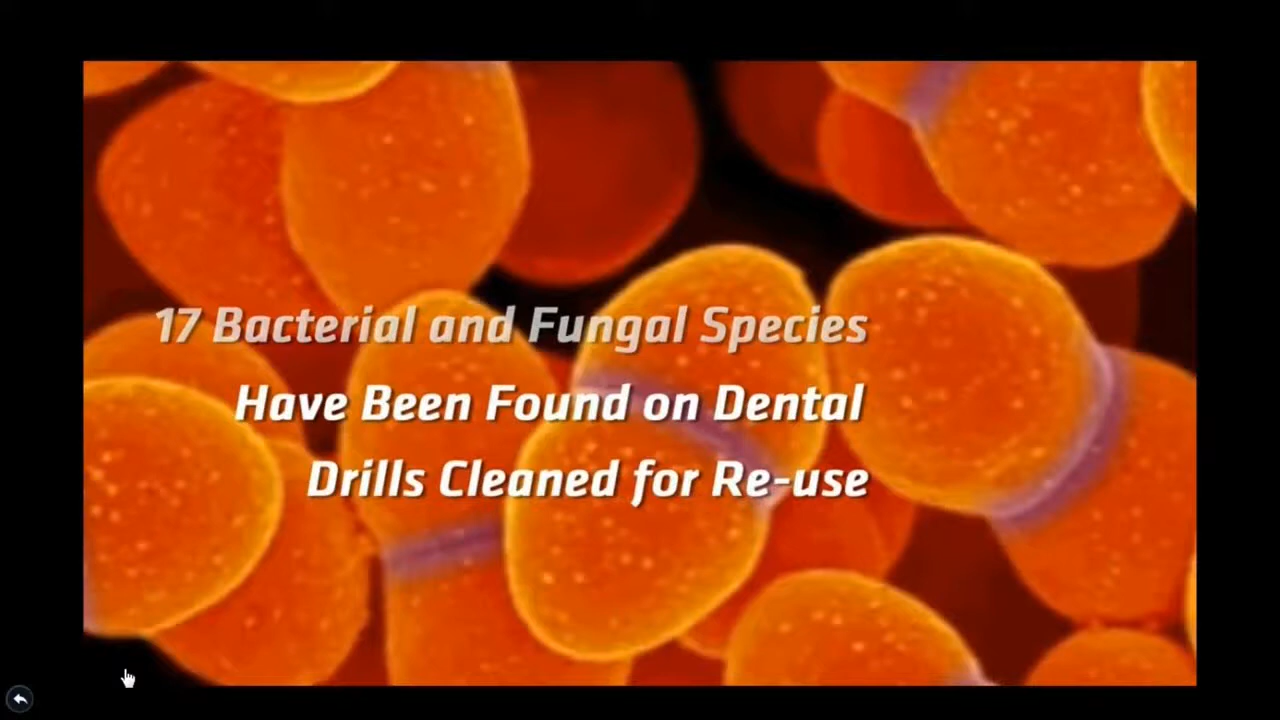 17 Bacterial and Fungal Species
Have Been Found on Dental
Drills Cleaned for Re-use